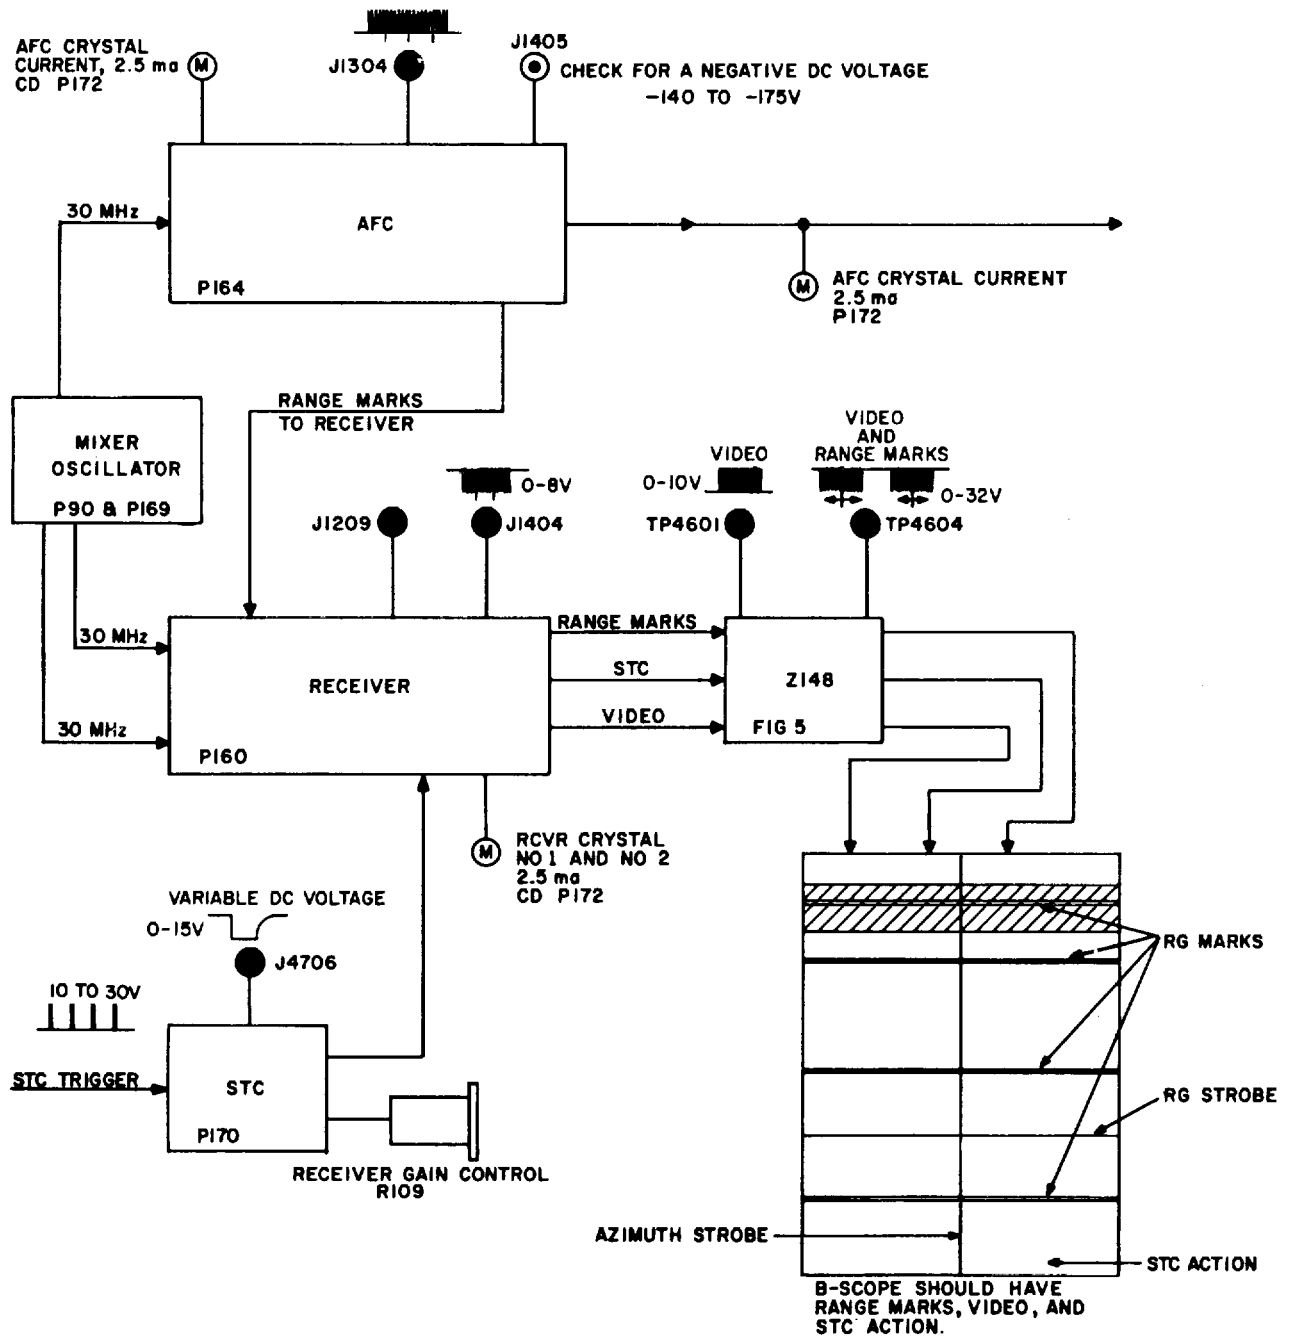 AFC CRYSTAL
CURRENT, 2.5 ma
CD P172
M
J1304
J1405
CHECK FOR A NEGATIVE DC VOLTAGE
-140 TO -175V
30 MHz
AFC
P164
M
AFC CRYSTAL CURRENT
2.5 ma
P172
RANGE MARKS
TO RECEIVER
MIXER
OSCILLATOR
P90 & P169
J1209
0-8V
J1404
VIDEO
0-10V
TP4601
VIDEO
AND
RANGE MARKS
0-32V
TP4604
30 MHz
30 MHz
RECEIVER
P160
RANGE MARKS
STC
VIDEO
Z148
FIG 5
M
RCVR CRYSTAL
NO 1 AND NO 2
2.5 ma
CD P172
VARIABLE DC VOLTAGE
0-15V
J4706
10 TO 30V
STC TRIGGER
STC
P170
RECEIVER GAIN CONTROL
R109
RG MARKS
RG STROBE
AZIMUTH STROBE
STC ACTION
B-SCOPE SHOULD HAVE
RANGE MARKS, VIDEO, AND
STC ACTION.